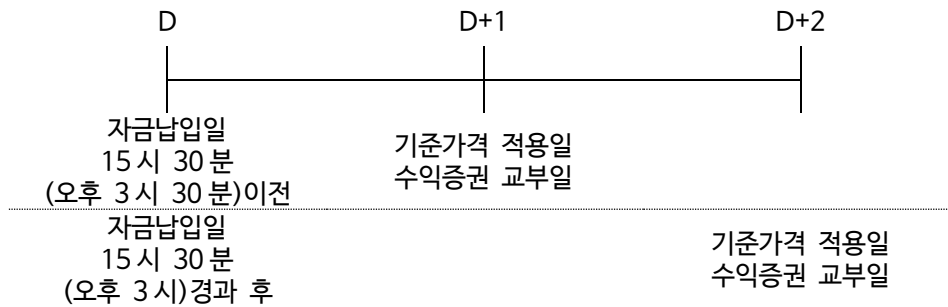 D D+1 D+2
자금납입일
15시 30분
(오후 3시 30분)이전
기준가격 적용일
수익증권 교부일
자금납입일
15시 30분
(오후 3시)경과 후
기준가격 적용일
수익증권 교부일